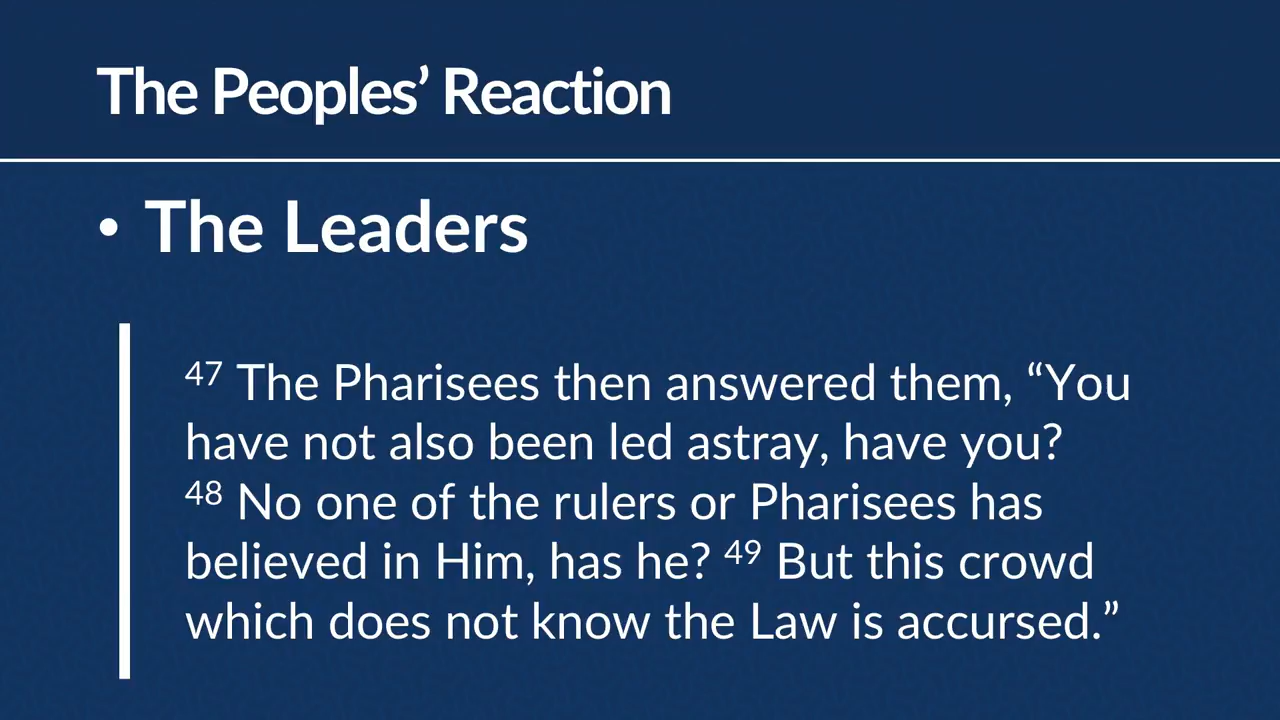 The Peoples’ Reaction
• The Leaders
47 The Pharisees then answered them, “You
have not also been led astray, have you?
48 No one of the rulers or Pharisees has
believed in Him, has he? 49 But this crowd
which does not know the Law is accursed.”